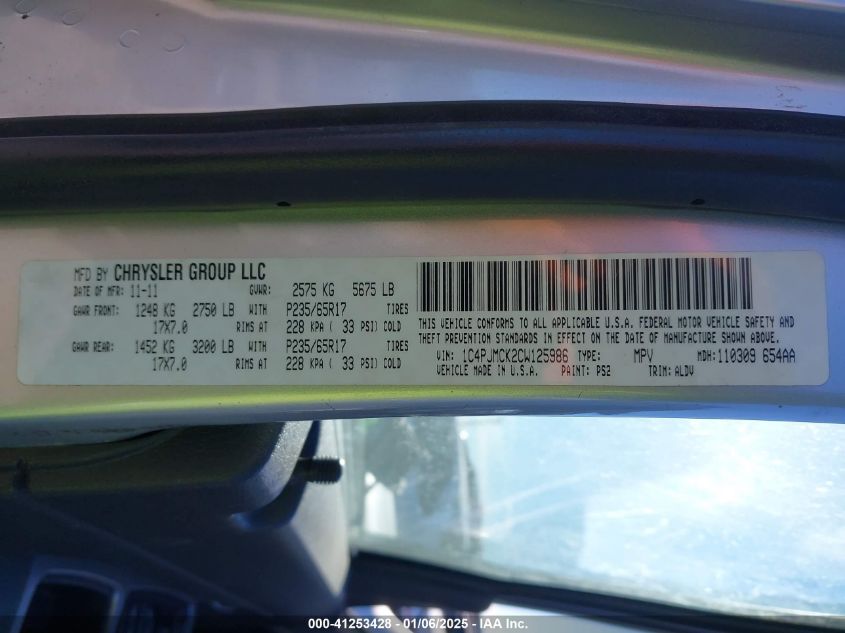 MFD BY CHRYSLER GROUP LLC
DATE OF MFR: 11-11 GVWR: 2575 KG 5675 LB
GAWR FRONT: 1248 KG 2750 LB WITH P235/65R17 TIRES
17X7.0 RIMS AT 228 KPA ( 33 PSI) COLD
GAWR REAR: 1452 KG 3200 LB WITH P235/65R17 TIRES
17X7.0 RIMS AT 228 KPA ( 33 PSI) COLD
THIS VEHICLE CONFORMS TO ALL APPLICABLE U.S.A. FEDERAL MOTOR VEHICLE SAFETY AND
THEFT PREVENTION STANDARDS IN EFFECT ON THE DATE OF MANUFACTURE SHOWN ABOVE.
VIN: 1C4PJMCK2CW125986 TYPE: MPV MDH: 110309 654AA
VEHICLE MADE IN U.S.A. PAINT: PS2 TRIM: ALDV
000-41253428 - 01/06/2025 - IAA Inc.